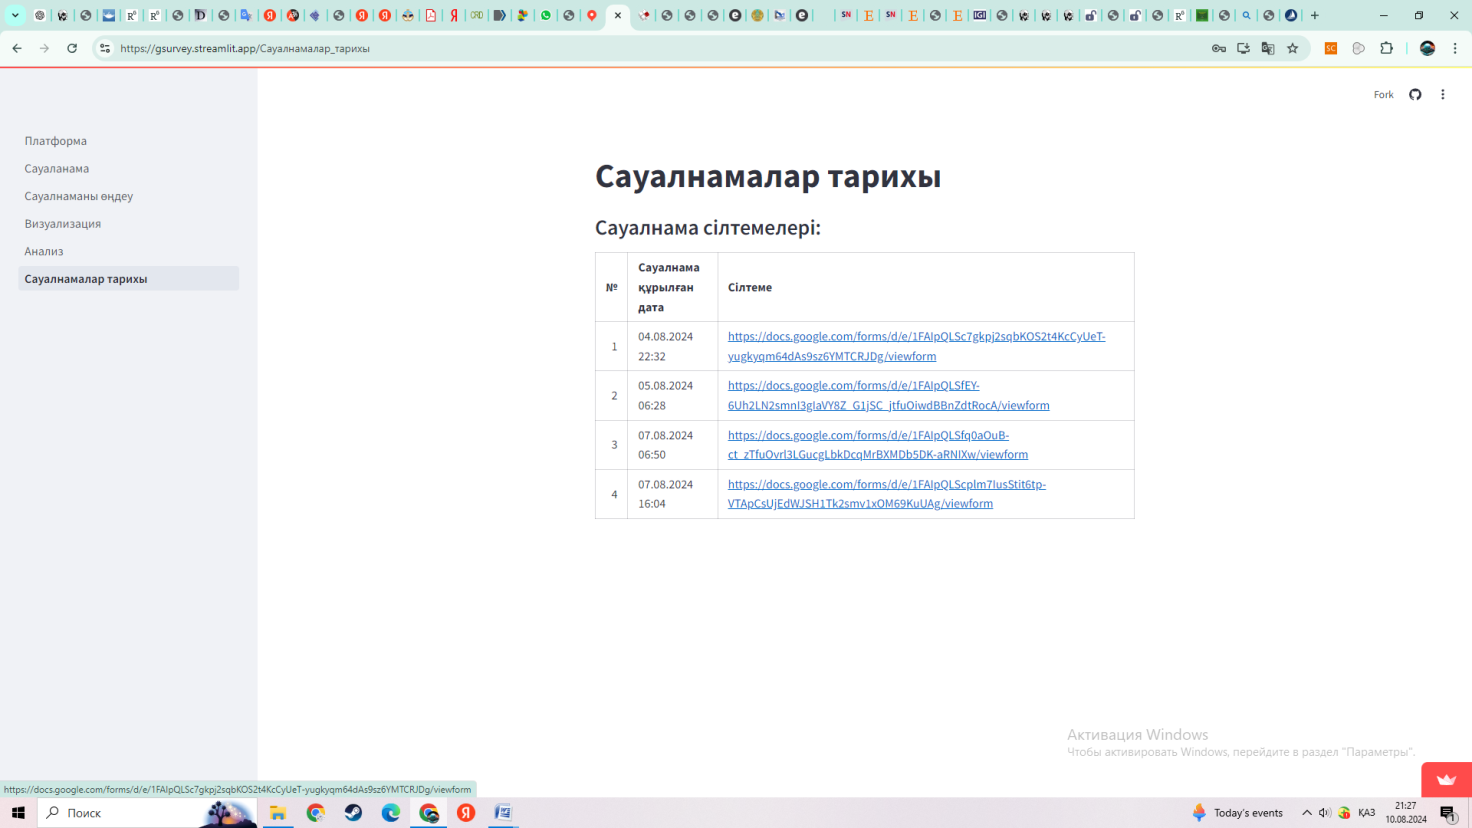 https://gsurvey.streamlit.app/Сауалнамалар_тарихы
Fork
Платформа
Сауаланама
Сауалнаманы өңдеу
Визуализация
Анализ
Сауалнамалар тарихы
Сауалнамалар тарихы
Сауалнама сілтемелері:
№
Сауалнама
құрылған
дата
Сілтеме
1
04.08.2024
22:32
https://docs.google.com/forms/d/e/1FAIpQLSc7gkpj2sqbKOS2t4KcCyUeT-
yugkyqm64dAs9sz6YMTCRJDg/viewform
2
05.08.2024
06:28
https://docs.google.com/forms/d/e/1FAIpQLSfEY-
6Uh2LN2smnI3gIaVY8Z_G1jSC_jtfuOiwdBBnZdtRocA/viewform
3
07.08.2024
06:50
https://docs.google.com/forms/d/e/1FAIpQLSfq0aOuB-
ct_zTfuOvrl3LGucgLbkDcqMrBXMDb5DK-aRNIXw/viewform
4
07.08.2024
16:04
https://docs.google.com/forms/d/e/1FAIpQLScplm7IusStit6tp-
VTApCsUjEdWJSH1Tk2smv1xOM69KuUAg/viewform
Активация Windows
Чтобы активировать Windows, перейдите в раздел "Параметры".
https://docs.google.com/forms/d/e/1FAIpQLSc7gkpj2sqbKOS2t4KcCyUeT-yugkyqm64dAs9sz6YMTCRJDg/viewform
Поиск
Today's events
ҚАЗ
21:27
10.08.2024